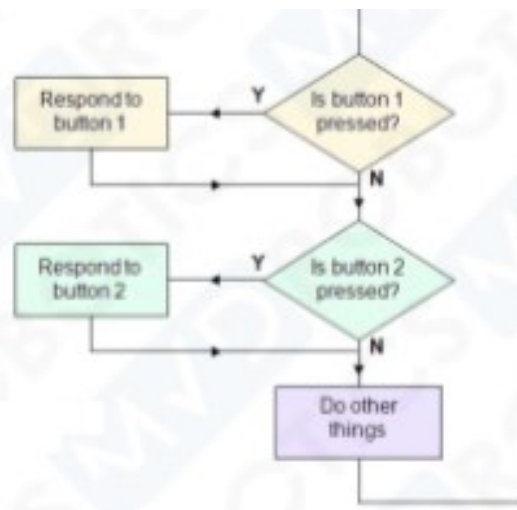 Is button 1
pressed?
Y
Respond to
button 1
N
Is button 2
pressed?
Y
Respond to
button 2
N
Do other
things